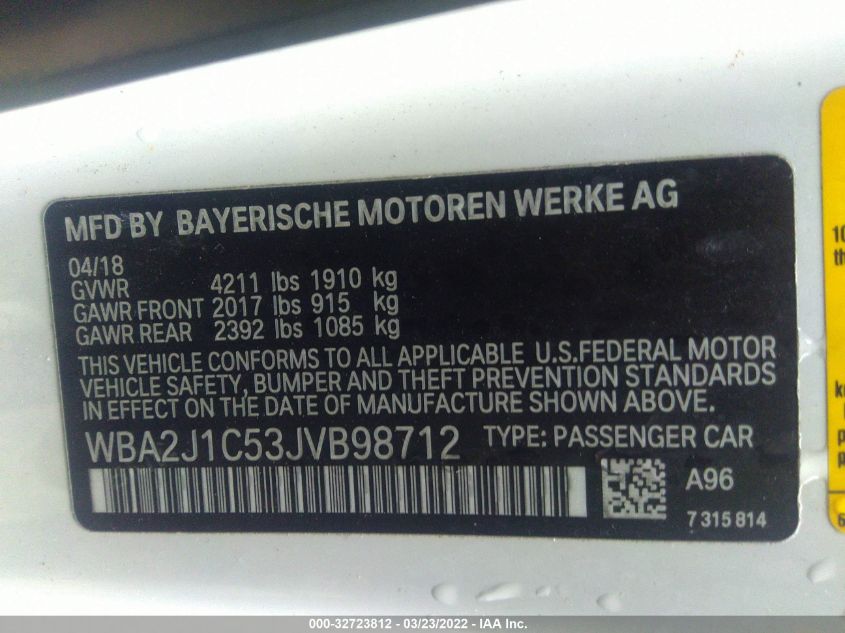 MFD BY BAYERISCHE MOTOREN WERKE AG
04/18
GVWR 4211 lbs 1910 kg
GAWR FRONT 2017 lbs 915 kg
GAWR REAR 2392 lbs 1085 kg
THIS VEHICLE CONFORMS TO ALL APPLICABLE U.S.FEDERAL MOTOR
VEHICLE SAFETY, BUMPER AND THEFT PREVENTION STANDARDS
IN EFFECT ON THE DATE OF MANUFACTURE SHOWN ABOVE.
WBA2J1C53JVB98712 TYPE: PASSENGER CAR
A96
7 315 814
10
th
k
p
p
6
000-32723812 - 03/23/2022 - IAA Inc.